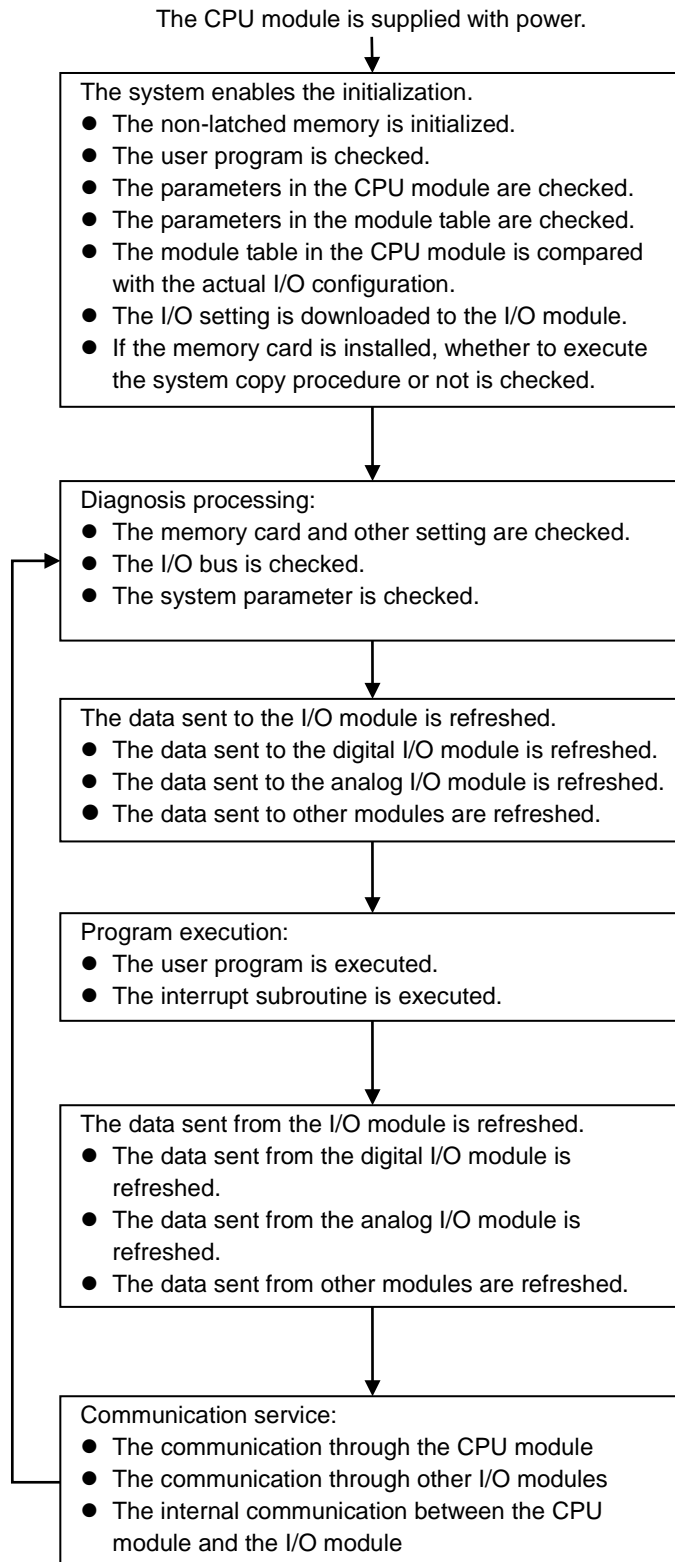 The CPU module is supplied with power.
The system enables the initialization.
● The non-latched memory is initialized.
● The user program is checked.
● The parameters in the CPU module are checked.
● The parameters in the module table are checked.
● The module table in the CPU module is compared
with the actual I/O configuration.
● The I/O setting is downloaded to the I/O module.
● If the memory card is installed, whether to execute
the system copy procedure or not is checked.
Diagnosis processing:
● The memory card and other setting are checked.
● The I/O bus is checked.
● The system parameter is checked.
The data sent to the I/O module is refreshed.
● The data sent to the digital I/O module is refreshed.
● The data sent to the analog I/O module is refreshed.
● The data sent to other modules are refreshed.
Program execution:
● The user program is executed.
● The interrupt subroutine is executed.
The data sent from the I/O module is refreshed.
● The data sent from the digital I/O module is
refreshed.
● The data sent from the analog I/O module is
refreshed.
● The data sent from other modules are refreshed.
Communication service:
● The communication through the CPU module
● The communication through other I/O modules
● The internal communication between the CPU
module and the I/O module